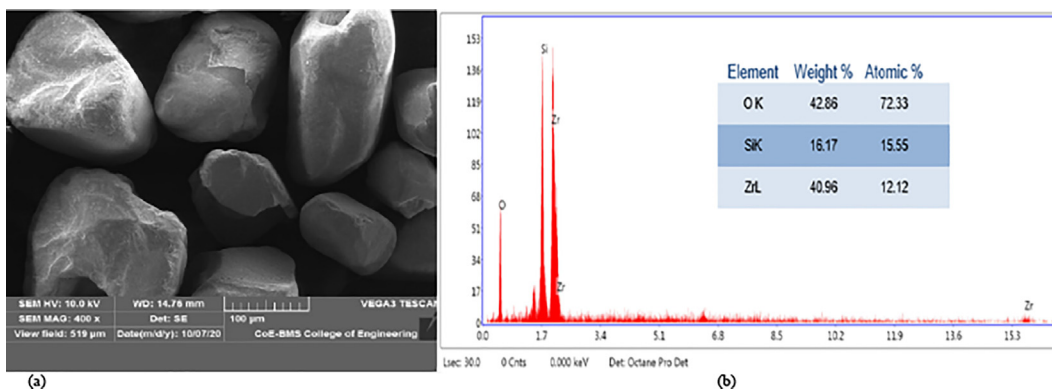 SEM HV: 10.0 kV WD: 14.76 mm VEGA3 TESCAN
SEM MAG: 400 x Det: SE 100 µm
View field: 519 µm Date(m/d/y): 10/07/20 CoE-BMS College of Engineering
(a)
153
136
119
102
85
68
51
34
17
0
0.0 1.7 3.4 5.1 6.8 8.5 10.2 11.9 13.6 15.3
O
Si
Zr
Zr
Zr
Element Weight % Atomic %
O K 42.86 72.33
SiK 16.17 15.55
ZrL 40.96 12.12
Lsec: 30.0 0 Cnts 0.000 keV Det: Octane Pro Det
(b)